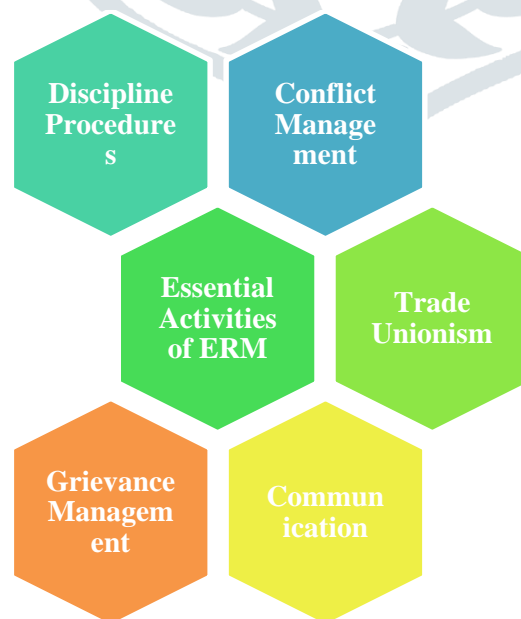 Discipline
Procedure
s
Conflict
Manage
ment
Essential
Activities
of ERM
Trade
Unionism
Grievance
Managem
ent
Commun
ication